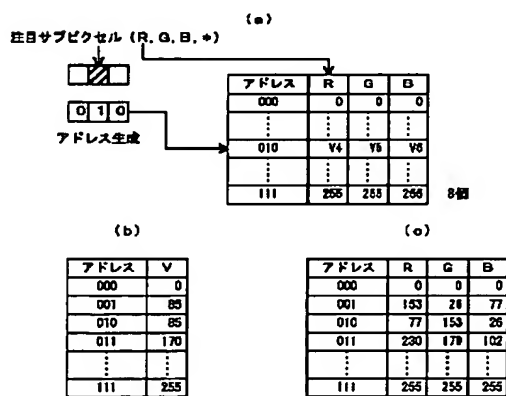 (a)
注目サブピクセル (R, G, B, *)
0 1 0
アドレス生成
アドレス R G B
000 0 0 0
010 V4 V5 V6
111 255 255 255
8個
(b)
アドレス V
000 0
001 85
010 85
011 170
111 255
(c)
アドレス R G B
000 0 0 0
001 153 26 77
010 77 153 26
011 230 179 102
111 255 255 255